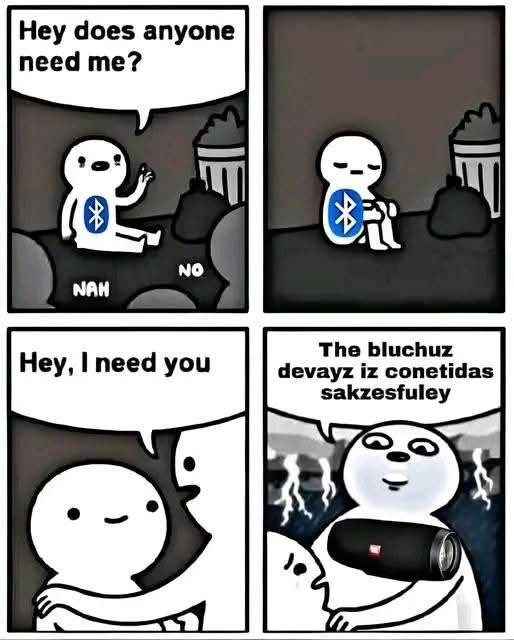 Hey does anyone
need me?
NO
NAH
Hey, I need you
The bluchuz
devayz iz conetidas
sakzesfuley